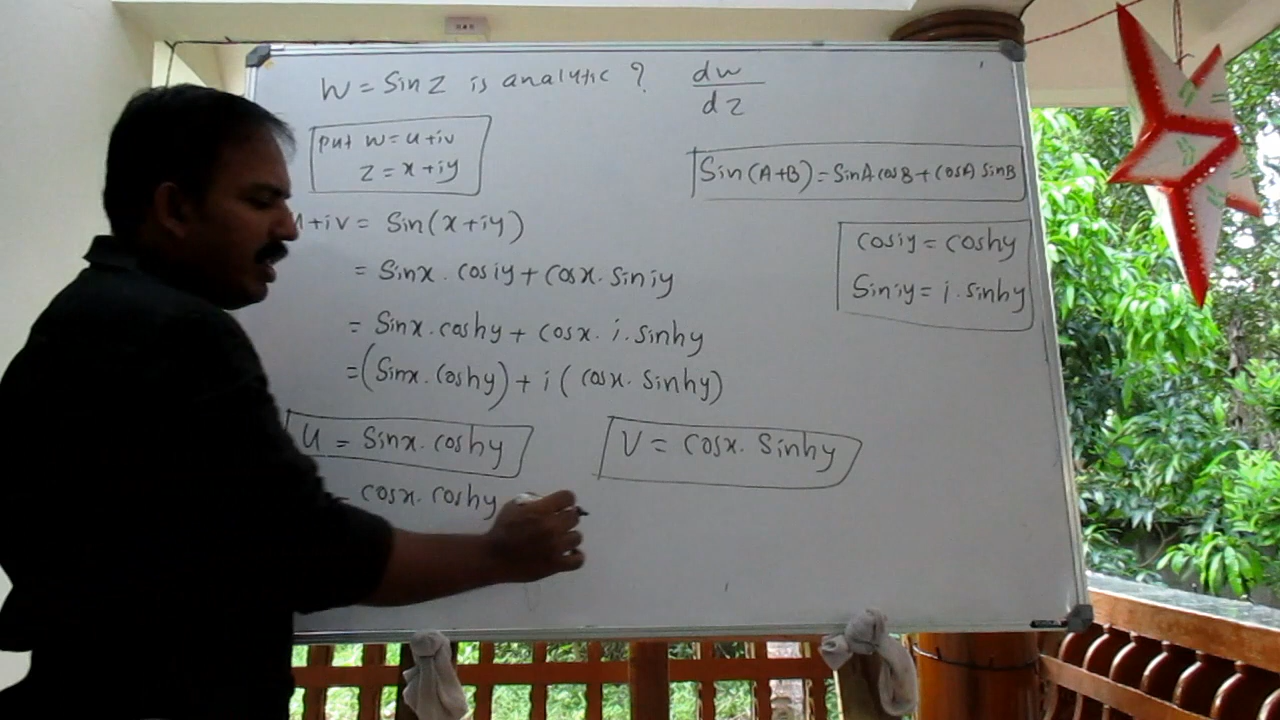 W = Sin Z is analytic ? dw/dz
put w = u+iv
z = x+iy
Sin(A+B) = SinA cosB + cosA sinB
u+iv = Sin(x+iy)
cosiy = coshy
= Sinx . cosiy + cosx . siniy
Siniy = i . sinhy
= Sinx . coshy + cosx . i . sinhy
= (Sinx . coshy) + i (cosx . Sinhy)
U = Sinx . coshy
V = cosx . Sinhy
= cosx . coshy